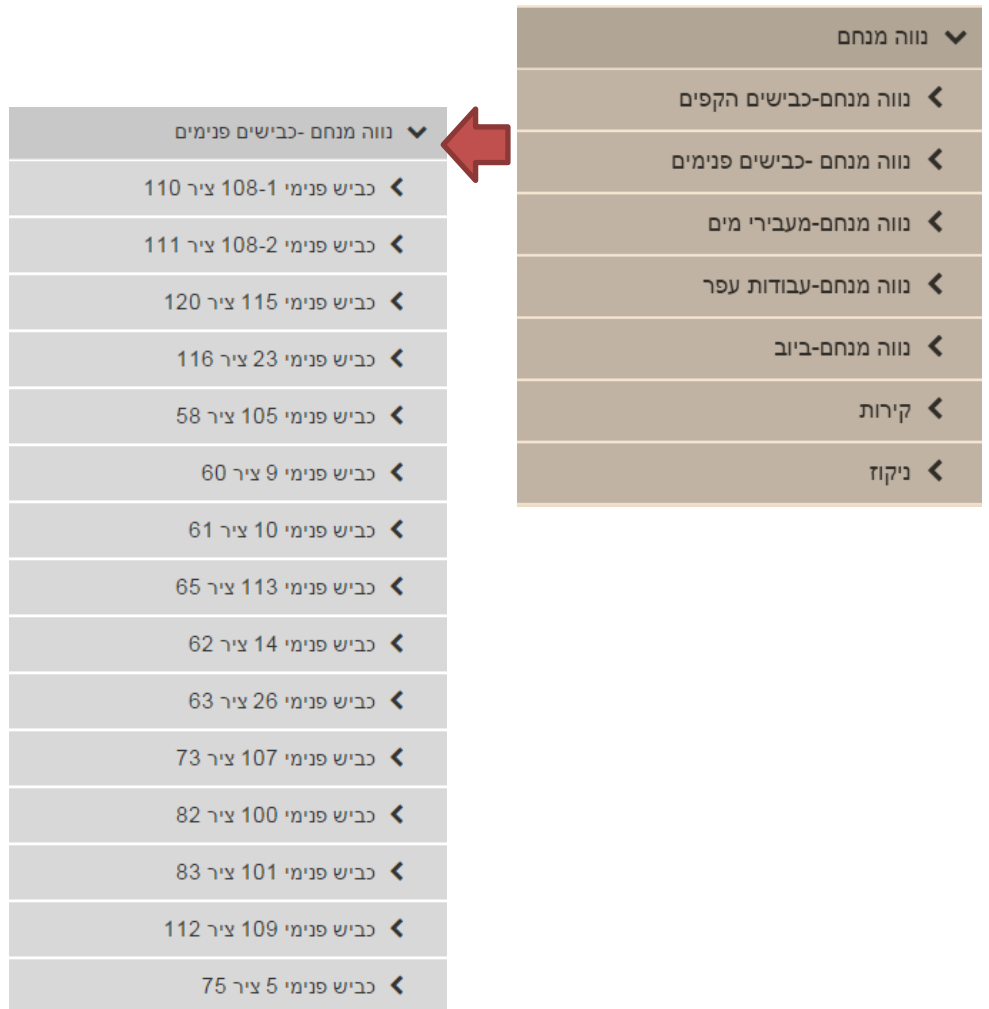 נווה מנחם
נווה מנחם-כבישים הקפים
נווה מנחם -כבישים פנימים
נווה מנחם-מעבירי מים
נווה מנחם-עבודות עפר
נווה מנחם-ביוב
קירות
ניקוז
נווה מנחם -כבישים פנימים
כביש פנימי 108-1 ציר 110
כביש פנימי 108-2 ציר 111
כביש פנימי 115 ציר 120
כביש פנימי 23 ציר 116
כביש פנימי 105 ציר 58
כביש פנימי 9 ציר 60
כביש פנימי 10 ציר 61
כביש פנימי 113 ציר 65
כביש פנימי 14 ציר 62
כביש פנימי 26 ציר 63
כביש פנימי 107 ציר 73
כביש פנימי 100 ציר 82
כביש פנימי 101 ציר 83
כביש פנימי 109 ציר 112
כביש פנימי 5 ציר 75